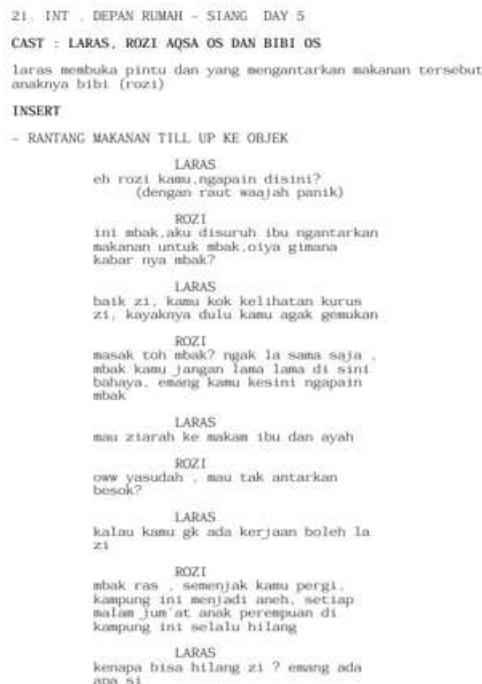 21. INT . DEPAN RUMAH - SIANG DAY 5
CAST : LARAS, ROZI AQSA OS DAN BIBI OS
laras membuka pintu dan yang mengantarkan makanan tersebut
anaknya bibi (rozi)
INSERT
- RANTANG MAKANAN TILL UP KE OBJEK
LARAS
eh rozi kamu,ngapain disini?
(dengan raut waajah panik)
ROZI
ini mbak,aku disuruh ibu ngantarkan
makanan untuk mbak,oiya gimana
kabar nya mbak?
LARAS
baik zi, kamu kok kelihatan kurus
zi, kayaknya dulu kamu agak gemukan
ROZI
masak toh mbak? ngak la sama saja ,
mbak kamu jangan lama lama di sini
bahaya, emang kamu kesini ngapain
mbak
LARAS
mau ziarah ke makam ibu dan ayah
ROZI
oww yasudah , mau tak antarkan
besok?
LARAS
kalau kamu gk ada kerjaan boleh la
zi
ROZI
mbak ras , semenjak kamu pergi,
kampung ini menjadi aneh, setiap
malam jum'at anak perempuan di
kampung ini selalu hilang
LARAS
kenapa bisa hilang zi ? emang ada
apa si